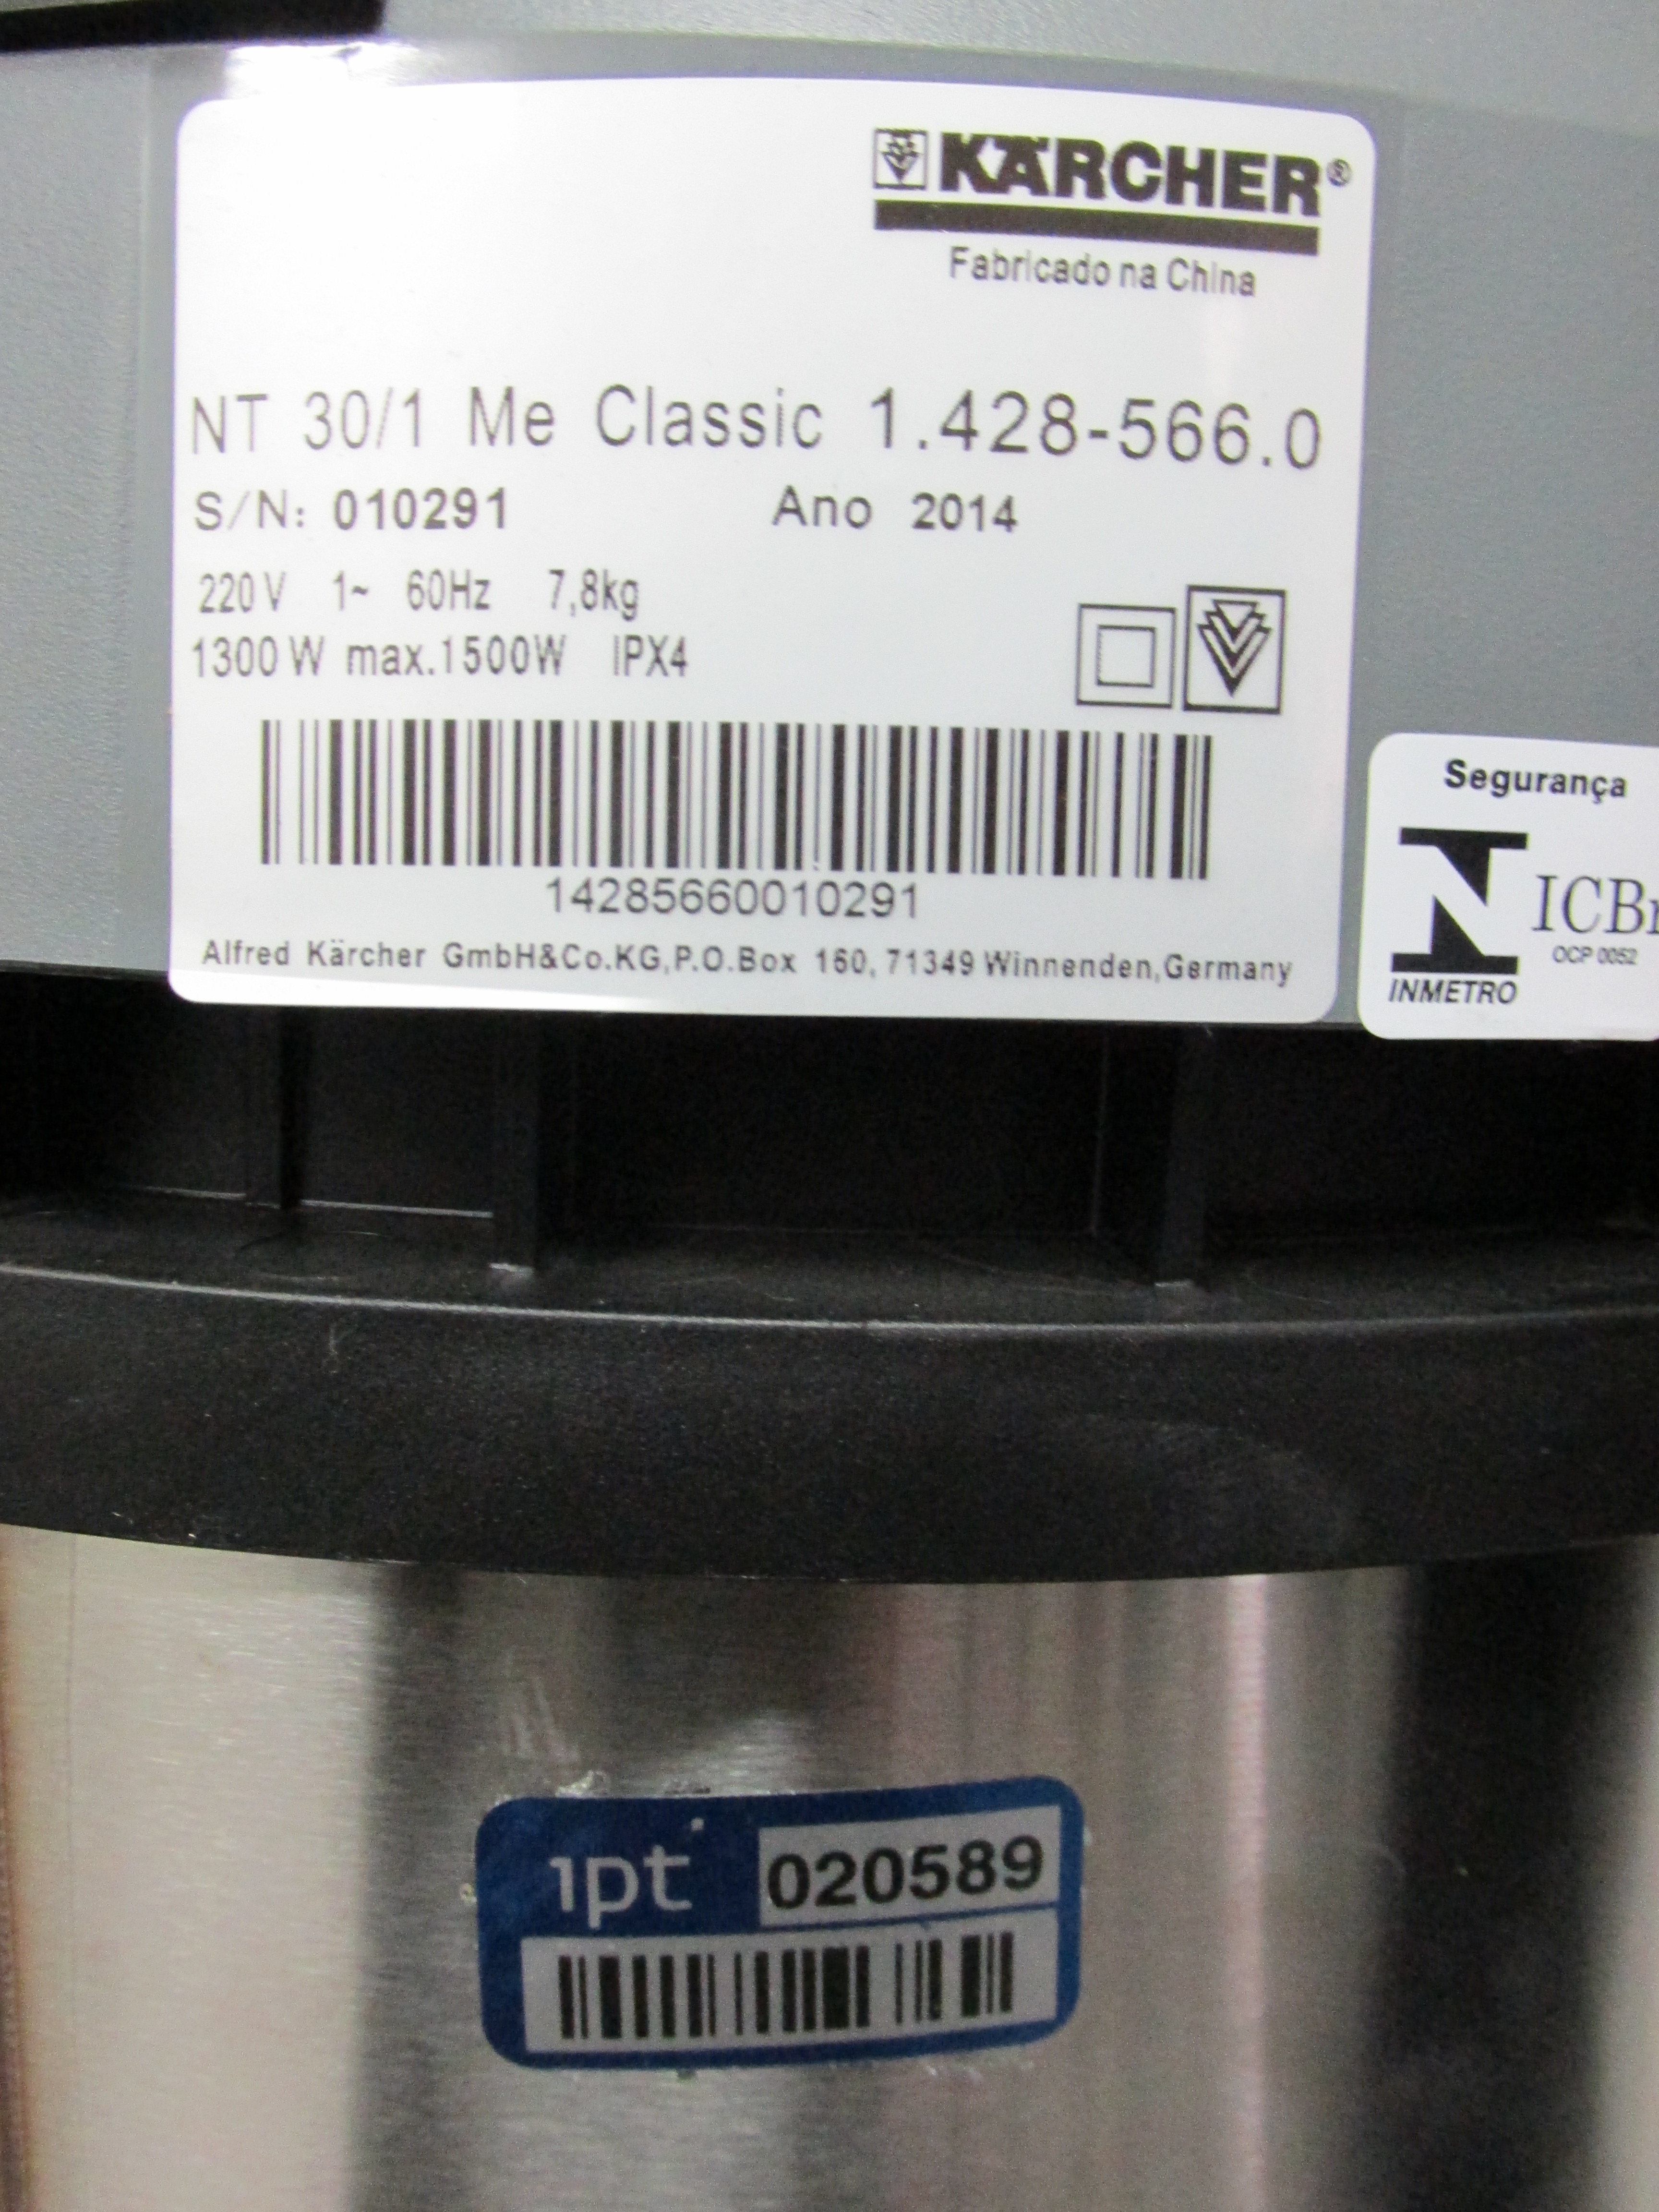 KÄRCHER®
Fabricado na China
NT 30/1 Me Classic 1.428-566.0
S/N: 010291 Ano 2014
220V 1~ 60Hz 7,8kg
1300 W max.1500W IPX4
14285660010291
Alfred Kärcher GmbH&Co.KG,P.O.Box 160, 71349 Winnenden,Germany
Segurança
ICBr
OCP 0052
INMETRO
ipt 020589